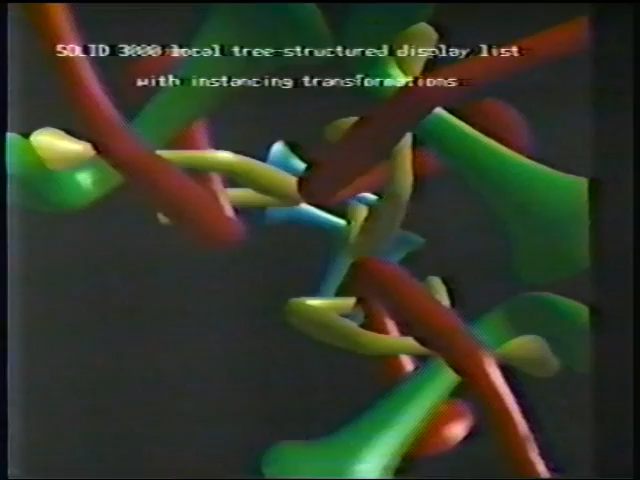 SOLID 3000 local tree-structured display list
with instancing transformations